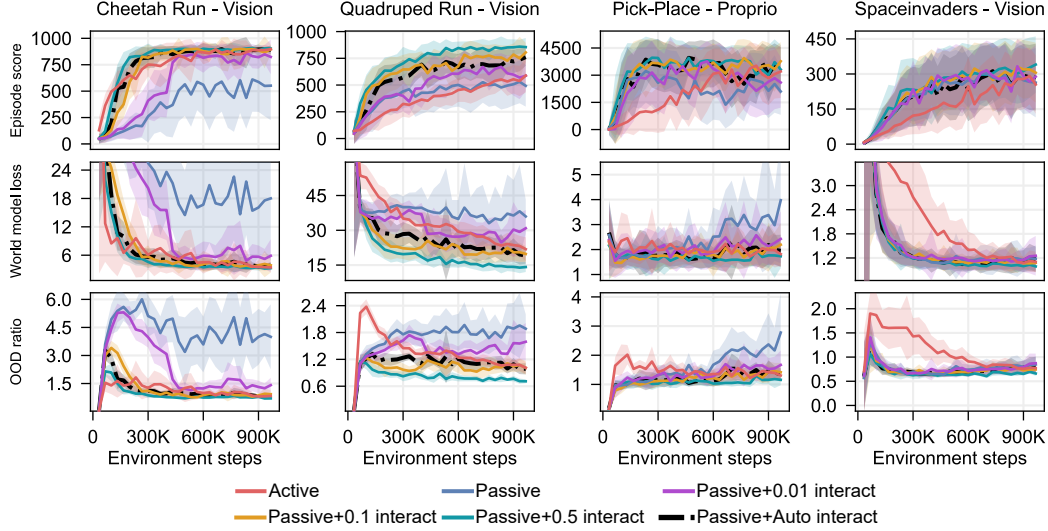 Cheetah Run - Vision
Quadruped Run - Vision
Pick-Place - Proprio
Spaceinvaders - Vision
Episode score
1000
750
500
250
0
1000
750
500
250
0
4500
3000
1500
0
450
300
150
0
World model loss
24
18
12
6
45
30
15
5
4
3
2
1
3.0
2.4
1.8
1.2
OOD ratio
6.0
4.5
3.0
1.5
2.4
1.8
1.2
0.6
4
3
2
1
2.0
1.5
1.0
0.5
0.0
0 300K 600K 900K
0 300K 600K 900K
0 300K 600K 900K
0 300K 600K 900K
Environment steps
Environment steps
Environment steps
Environment steps
Active
Passive
Passive+0.01 interact
Passive+0.1 interact
Passive+0.5 interact
Passive+Auto interact